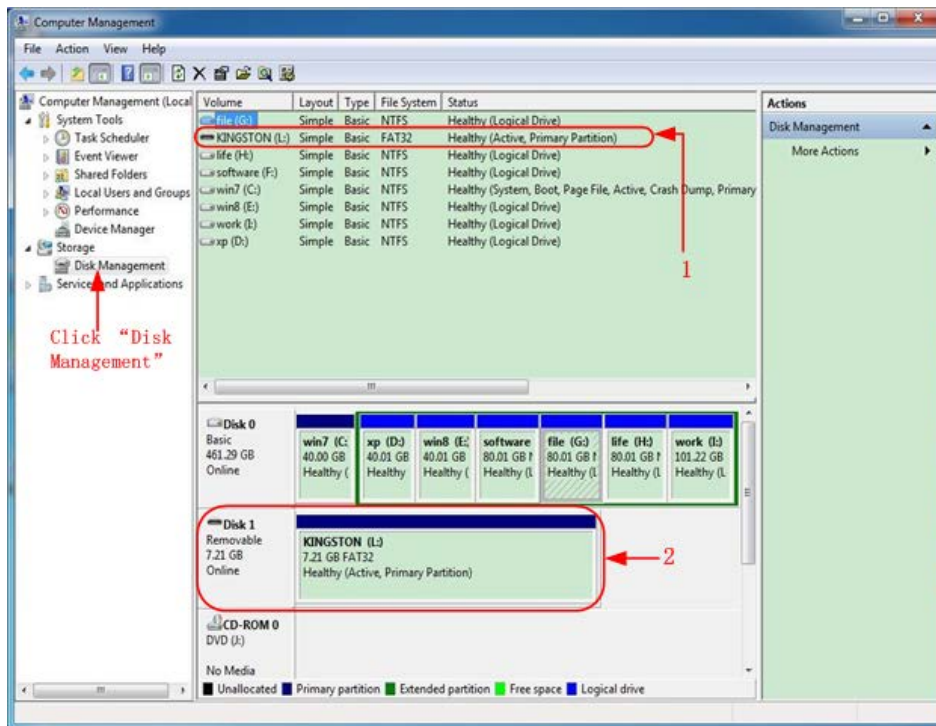 Computer Management
File Action View Help
Computer Management (Local
System Tools
Task Scheduler
Event Viewer
Shared Folders
Local Users and Groups
Performance
Device Manager
Storage
Disk Management
Services and Applications
Click “Disk
Management”
Volume Layout Type File System Status
file (G:) Simple Basic NTFS Healthy (Logical Drive)
KINGSTON (L:) Simple Basic FAT32 Healthy (Active, Primary Partition)
life (H:) Simple Basic NTFS Healthy (Logical Drive)
software (F:) Simple Basic NTFS Healthy (Logical Drive)
win7 (C:) Simple Basic NTFS Healthy (System, Boot, Page File, Active, Crash Dump, Primary
win8 (E:) Simple Basic NTFS Healthy (Logical Drive)
work (I:) Simple Basic NTFS Healthy (Logical Drive)
xp (D:) Simple Basic NTFS Healthy (Logical Drive)
1
Disk 0
Basic
461.29 GB
Online
win7 (C: xp (D:) win8 (E: software file (G:) life (H:) work (I:)
40.00 GB 40.01 GB 40.01 GB 80.01 GB N 80.01 GB N 80.01 GB N 101.22 GB
Healthy ( Healthy Healthy ( Healthy (L Healthy (L Healthy (L Healthy (L
Disk 1
Removable
7.21 GB
Online
KINGSTON (L:)
7.21 GB FAT32
Healthy (Active, Primary Partition)
2
CD-ROM 0
DVD (J:)
No Media
Unallocated Primary partition Extended partition Free space Logical drive
Actions
Disk Management
More Actions